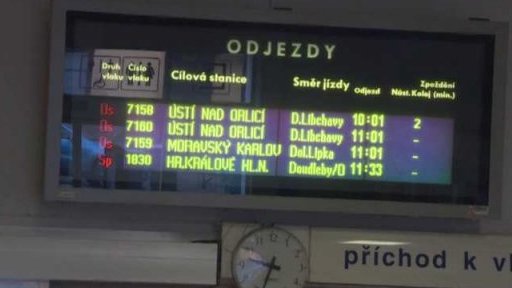 ODJEZDY
Druh vlaku Číslo vlaku Cílová stanice Směr jízdy Odjezd Nást. Kolej Zpoždění (min.)
Os 7158 ÚSTÍ NAD ORLICÍ D.Libchavy 10:01 2
Os 7160 ÚSTÍ NAD ORLICÍ D.Libchavy 11:01 -
Os 7159 MORAVSKÝ KARLOV Dol.Lipka 11:01 -
Sp 1830 HR.KRÁLOVÉ HL.N. Doudleby/O 11:33 -
příchod k vl